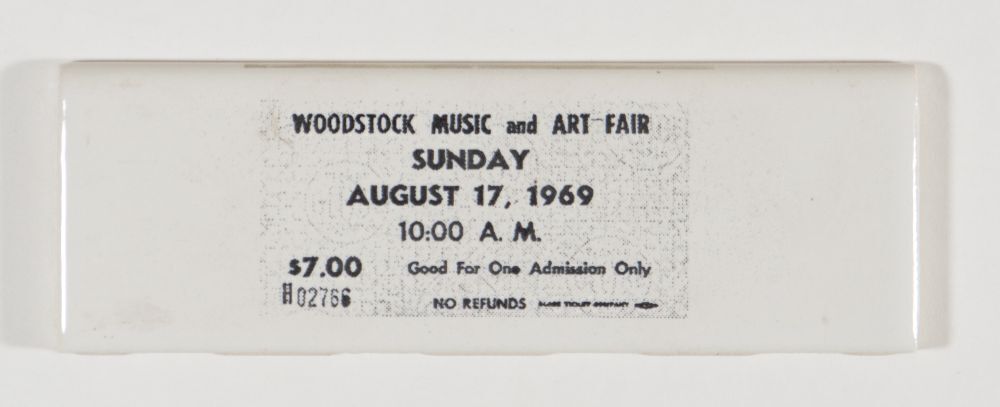 WOODSTOCK MUSIC and ART FAIR
SUNDAY
AUGUST 17, 1969
10:00 A. M.
$7.00 Good For One Admission Only
H02766 NO REFUNDS